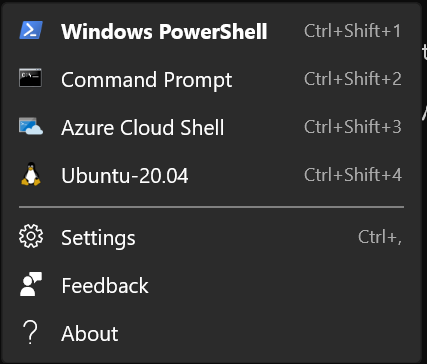 Windows PowerShell Ctrl+Shift+1
Command Prompt Ctrl+Shift+2
Azure Cloud Shell Ctrl+Shift+3
Ubuntu-20.04 Ctrl+Shift+4
Settings Ctrl+,
Feedback
About